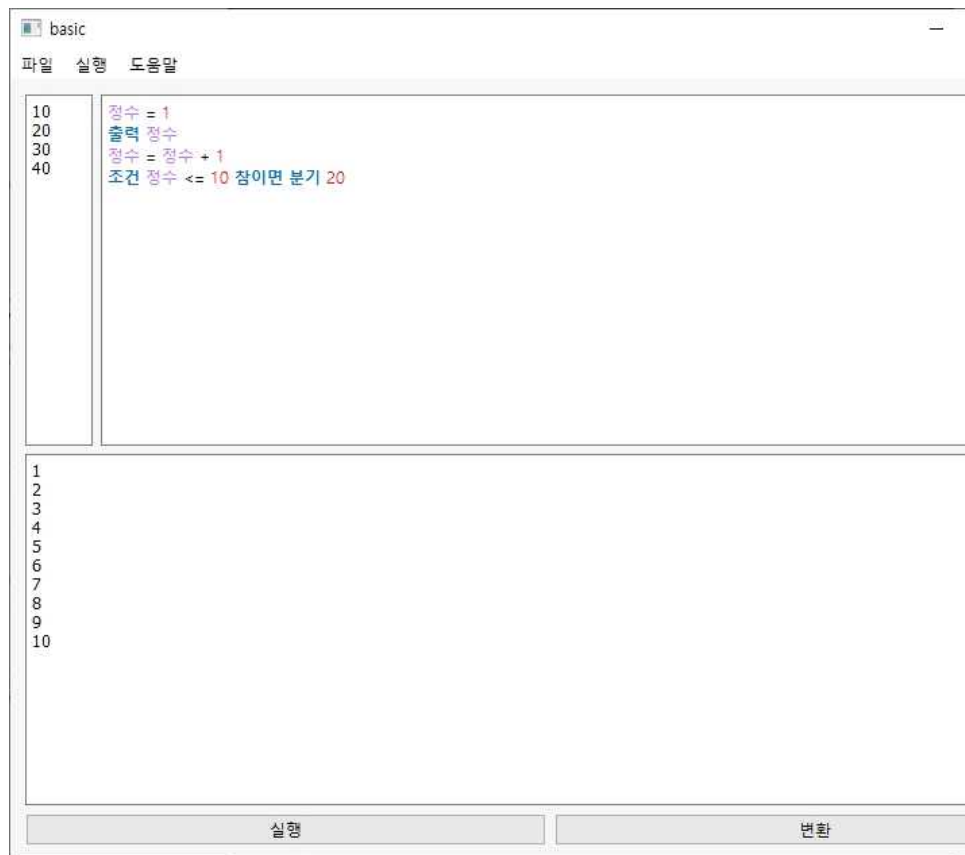 basic
파일 실행 도움말
10 정수 = 1
20 출력 정수
30 정수 = 정수 + 1
40 조건 정수 <= 10 참이면 분기 20
1
2
3
4
5
6
7
8
9
10
실행 변환